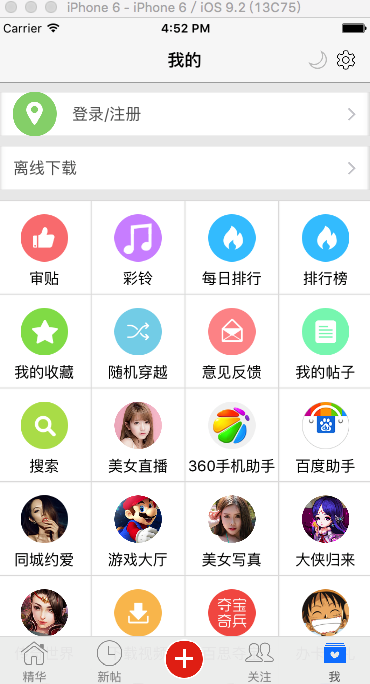 iPhone 6 - iPhone 6 / iOS 9.2 (13C75)
Carrier 4:52 PM
我的
登录/注册
离线下载
审贴 彩铃 每日排行 排行榜
我的收藏 随机穿越 意见反馈 我的帖子
搜索 美女直播 360手机助手 百度助手
同城约爱 游戏大厅 美女写真 大侠归来
夺宝
奇兵
精华 新帖 关注 我